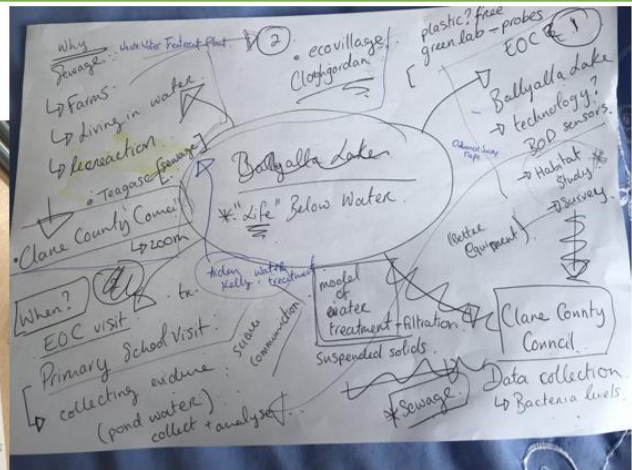 Why
Sewage: Waste Water Treatment Plant
↳ Farms.
↳ Living in water
↳ Recreaction
• Teagasc [sewage]
• Clane County Council
↳ zoom
②
• ecovillage
Cloghjordan
plastic? free
green lab - probes
EOC & ①
Ballyalla Lake
→ technology?
BOD sensors.
→ Habitat
Study *
→ Survey
(Better
Equipment)
Ballyalla Lake
* "Life" Below Water.
water
Kelly treatment
When?
EOC visit
Primary School Visit.
↳ collecting evidence
(pond water)
collect + analyse
science
communication
model
of
water
treatment - filtration.
suspended solids.
* Sewage
Clane County
Council
Data collection
↳ Bacteria levels